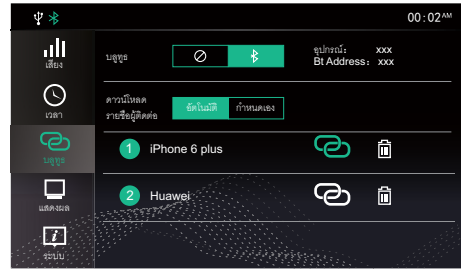 00:02AM
เสียง
เวลา
บลูทูธ
แสดงผล
ระบบ
บลูทูธ
อุปกรณ์: xxx
Bt Address: xxx
ดาวน์โหลด
รายชื่อผู้ติดต่อ
อัตโนมัติ กำหนดเอง
1 iPhone 6 plus
2 Huawei